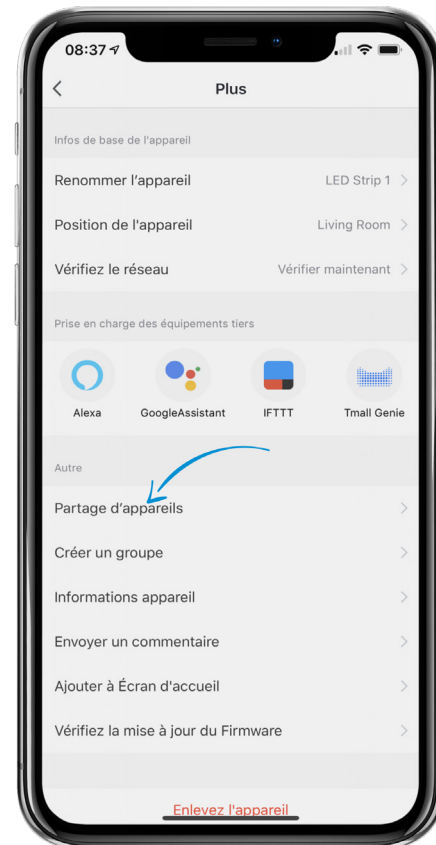 08:37
Plus
Infos de base de l'appareil
Renommer l'appareil LED Strip 1
Position de l'appareil Living Room
Vérifiez le réseau Vérifier maintenant
Prise en charge des équipements tiers
Alexa GoogleAssistant IFTTT Tmall Genie
Autre
Partage d'appareils
Créer un groupe
Informations appareil
Envoyer un commentaire
Ajouter à Écran d'accueil
Vérifiez la mise à jour du Firmware
Enlevez l'appareil